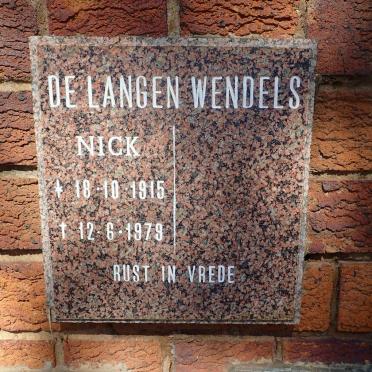 DE LANGEN WENDELS
NICK
* 18·10 1915
† 12·6·1979
RUST IN VREDE